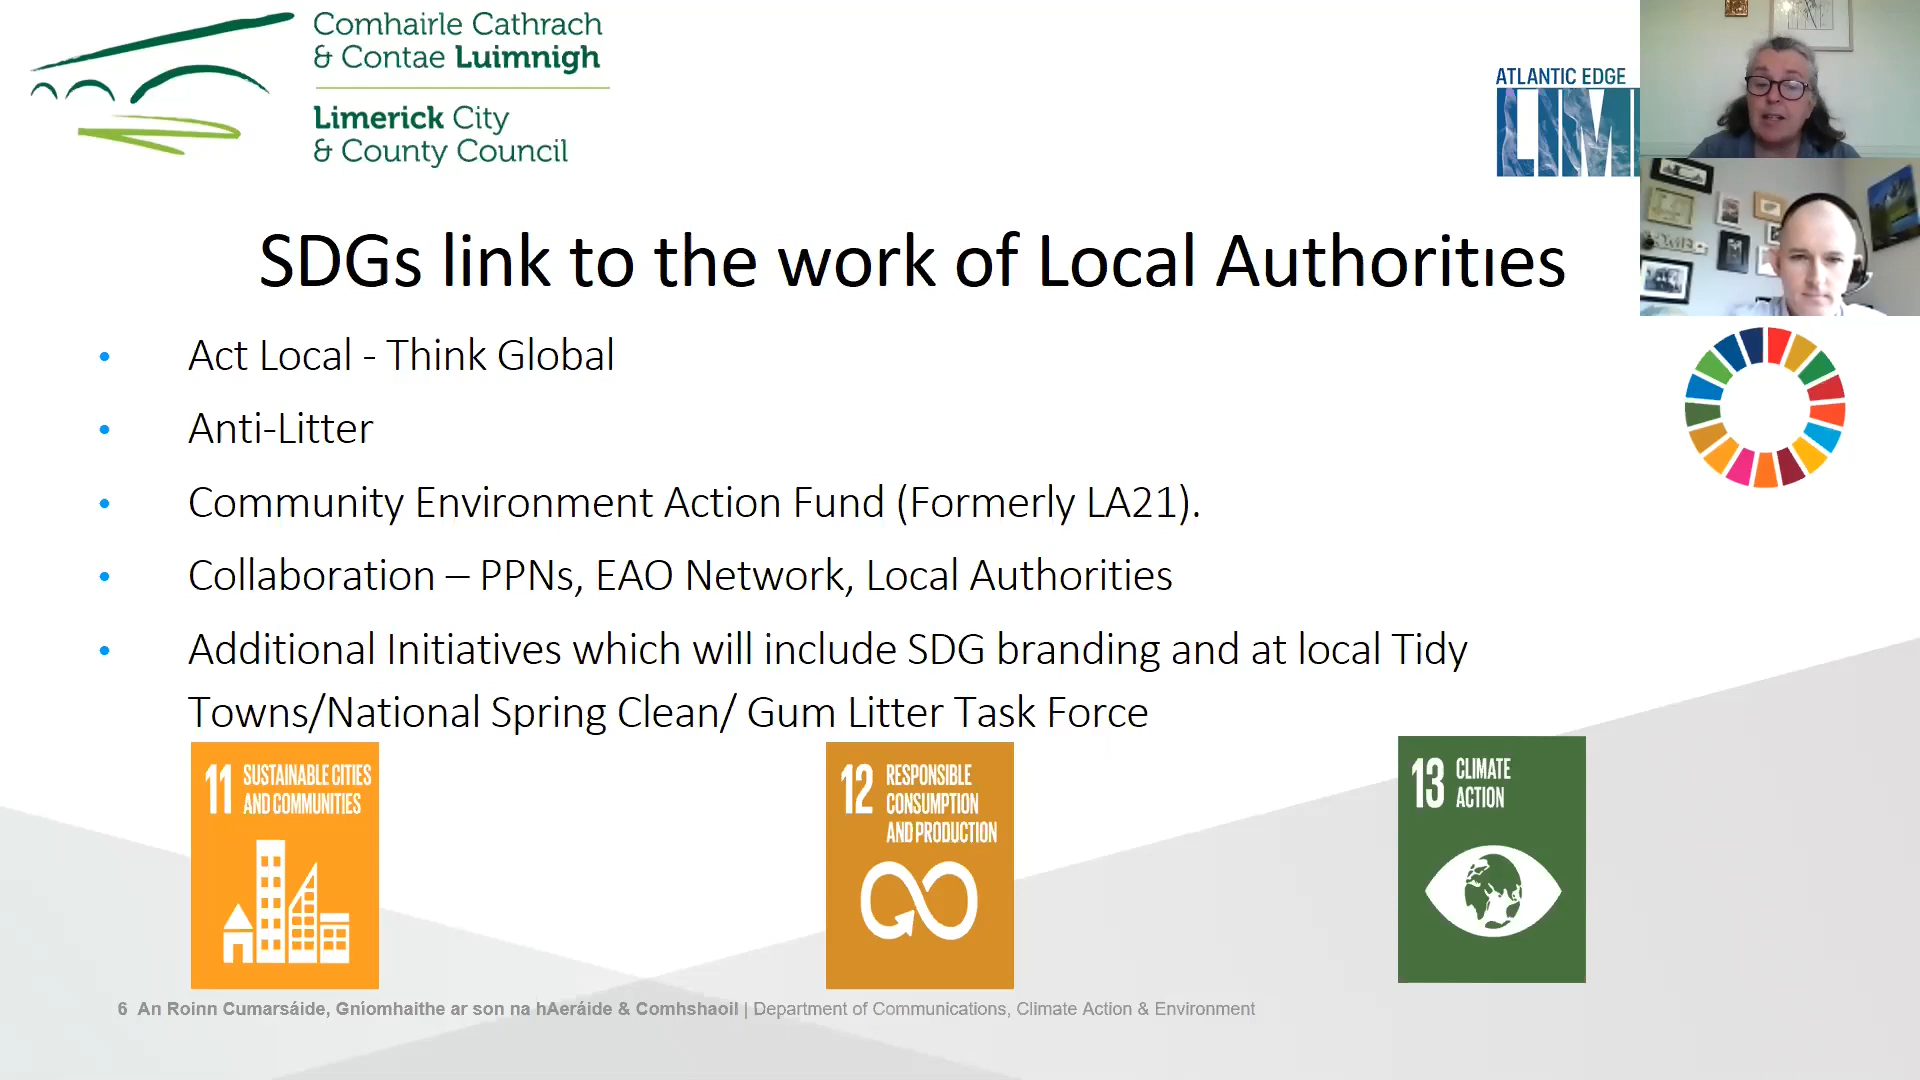 Comhairle Cathrach
& Contae Luimnigh
Limerick City
& County Council
ATLANTIC EDGE
LIM
SDGs link to the work of Local Authorities
• Act Local - Think Global
• Anti-Litter
• Community Environment Action Fund (Formerly LA21).
• Collaboration – PPNs, EAO Network, Local Authorities
• Additional Initiatives which will include SDG branding and at local Tidy
Towns/National Spring Clean/ Gum Litter Task Force
11 SUSTAINABLE CITIES
AND COMMUNITIES
12 RESPONSIBLE
CONSUMPTION
AND PRODUCTION
13 CLIMATE
ACTION
6 An Roinn Cumarsáide, Gníomhaithe ar son na hAeráide & Comhshaoil | Department of Communications, Climate Action & Environment